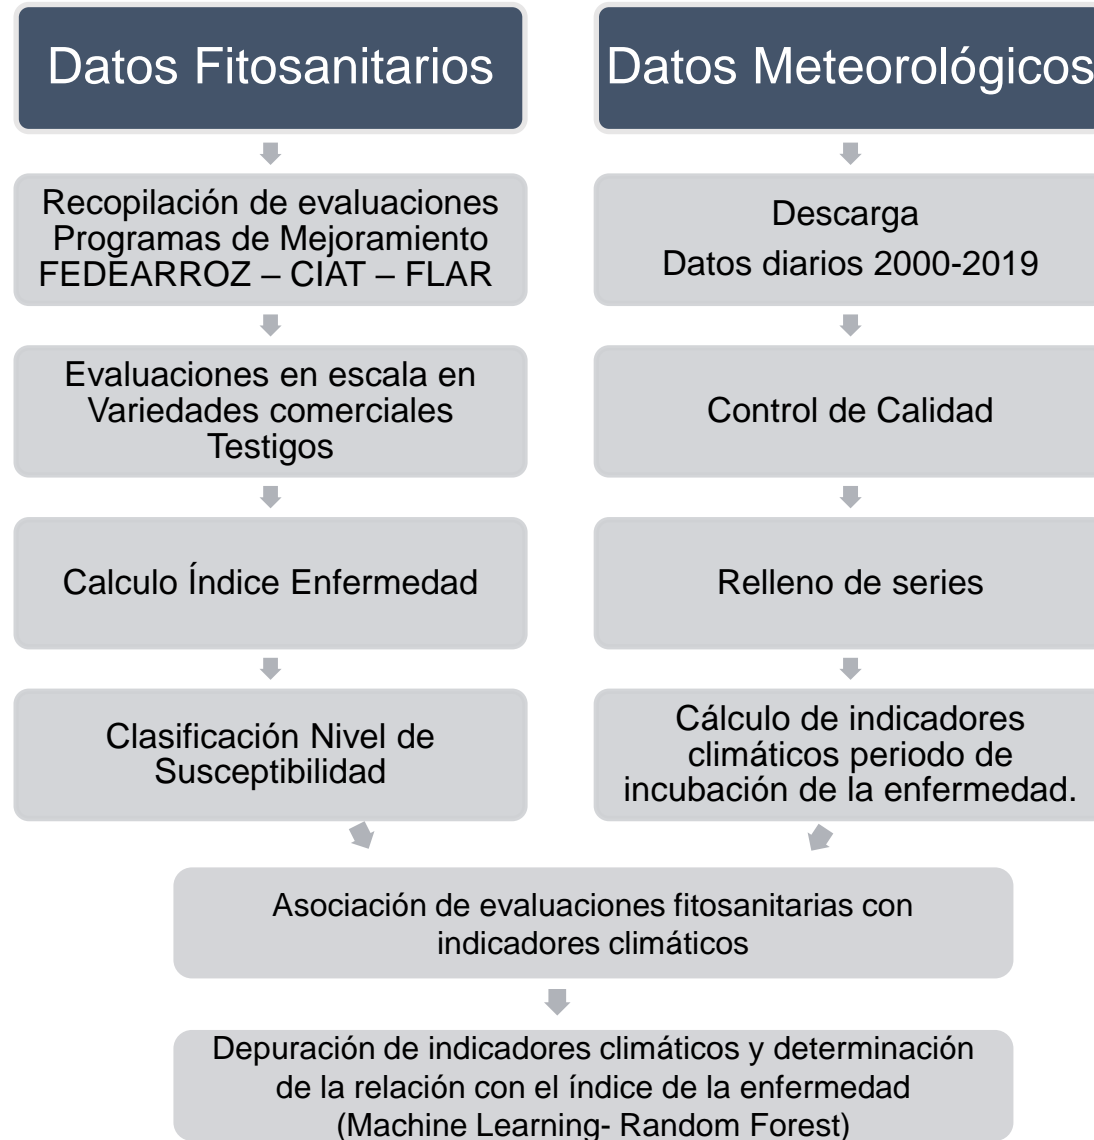 Datos Fitosanitarios
Recopilación de evaluaciones
Programas de Mejoramiento
FEDEARROZ – CIAT – FLAR
Evaluaciones en escala en
Variedades comerciales
Testigos
Calculo Índice Enfermedad
Clasificación Nivel de
Susceptibilidad
Datos Meteorológicos
Descarga
Datos diarios 2000-2019
Control de Calidad
Relleno de series
Cálculo de indicadores
climáticos periodo de
incubación de la enfermedad.
Asociación de evaluaciones fitosanitarias con
indicadores climáticos
Depuración de indicadores climáticos y determinación
de la relación con el índice de la enfermedad
(Machine Learning- Random Forest)